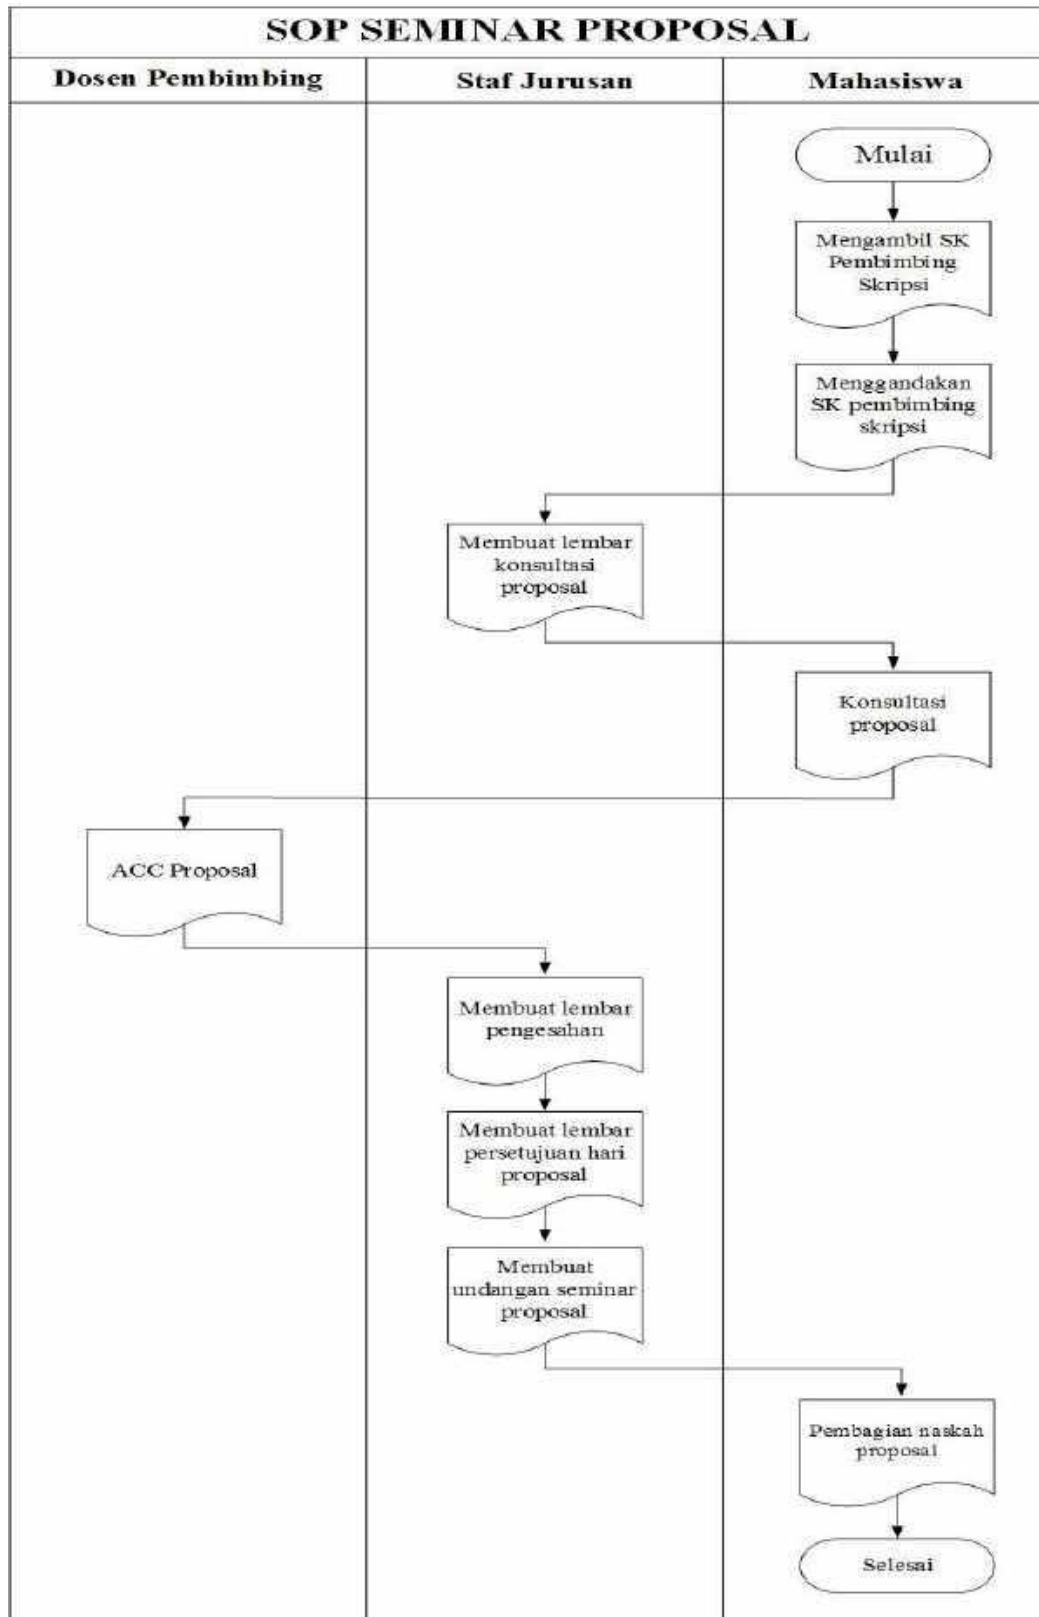 SOP SEMINAR PROPOSAL
Dosen Pembimbing
Staf Jurusan
Mahasiswa
Mulai
Mengambil SK
Pembimbing
Skripsi
Menggandakan
SK pembimbing
skripsi
Membuat lembar
konsultasi
proposal
Konsultasi
proposal
ACC Proposal
Membuat lembar
pengesahan
Membuat lembar
persetujuan hari
proposal
Membuat
undangan seminar
proposal
Pembagian naskah
proposal
Selesai